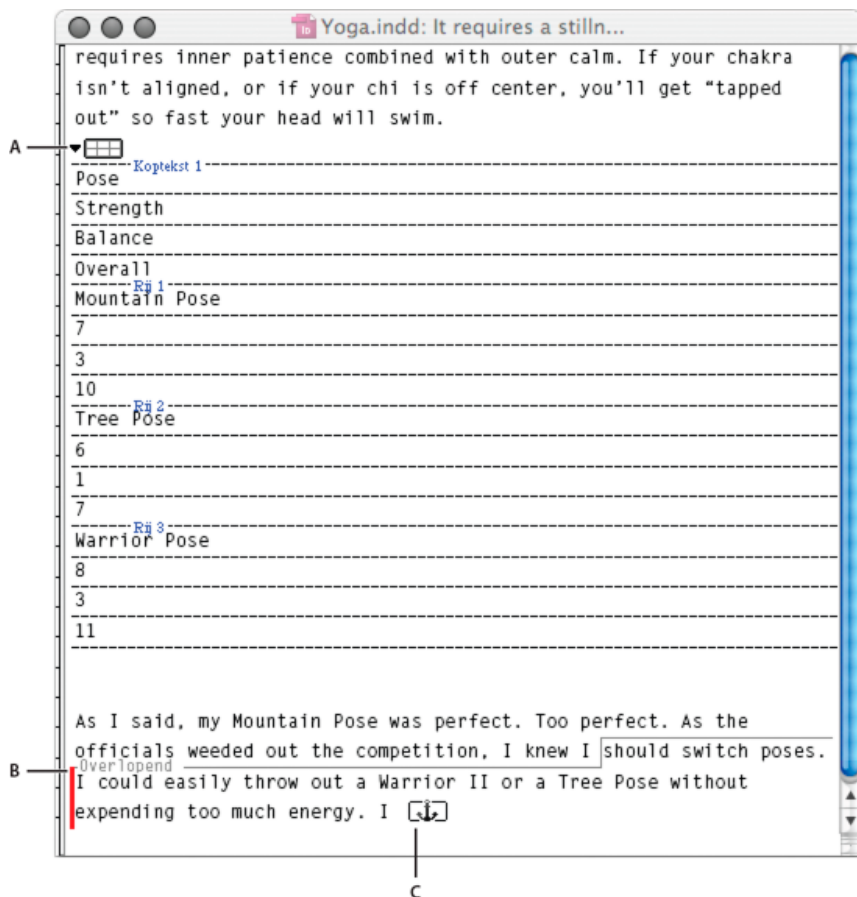 Yoga.indd: It requires a stilln...
requires inner patience combined with outer calm. If your chakra
isn't aligned, or if your chi is off center, you'll get “tapped
out” so fast your head will swim.
A
Koptekst 1
Pose
Strength
Balance
Overall
Rij 1
Mountain Pose
7
3
10
Rij 2
Tree Pose
6
1
7
Rij 3
Warrior Pose
8
3
11
As I said, my Mountain Pose was perfect. Too perfect. As the
officials weeded out the competition, I knew I should switch poses.
B
Overlopend
I could easily throw out a Warrior II or a Tree Pose without
expending too much energy. I
C